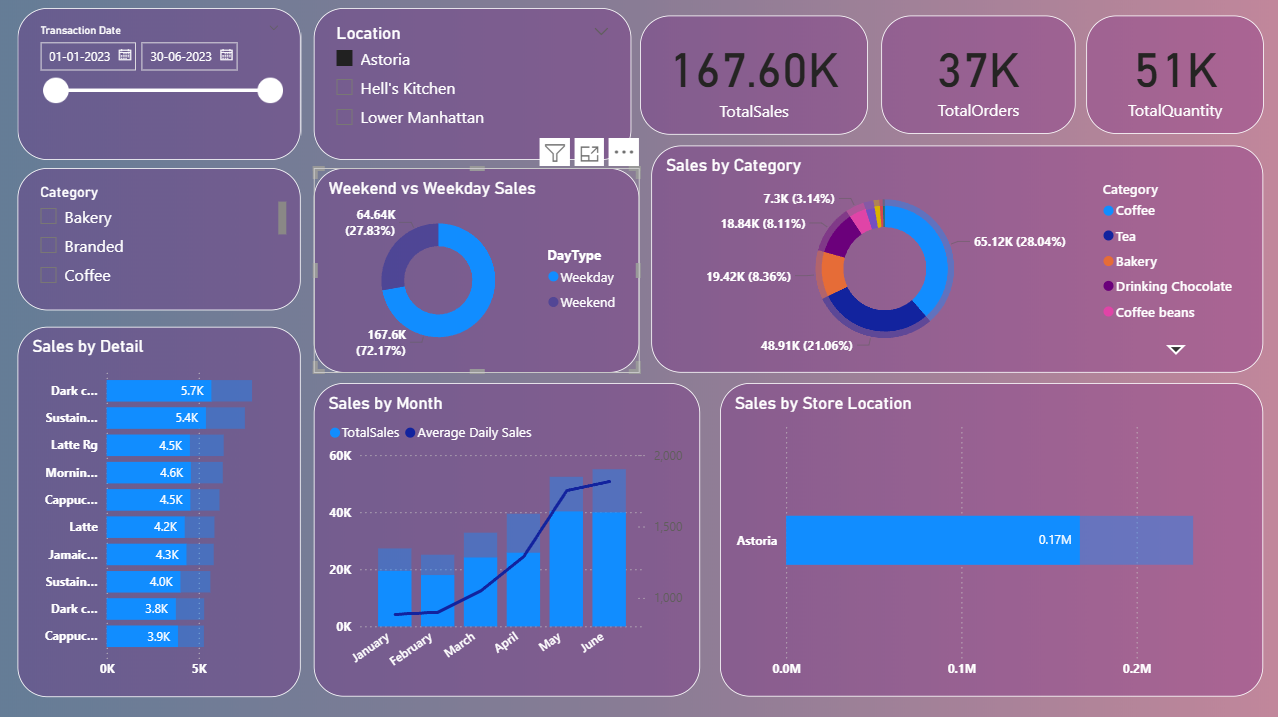 Transaction Date
01-01-2023
30-06-2023
Location
Astoria
Hell's Kitchen
Lower Manhattan
167.60K
TotalSales
37K
TotalOrders
51K
TotalQuantity
Category
Bakery
Branded
Coffee
Weekend vs Weekday Sales
64.64K
(27.83%)
167.6K
(72.17%)
DayType
Weekday
Weekend
Sales by Category
7.3K (3.14%)
18.84K (8.11%)
19.42K (8.36%)
48.91K (21.06%)
65.12K (28.04%)
Category
Coffee
Tea
Bakery
Drinking Chocolate
Coffee beans
Sales by Detail
Dark c... 5.7K
Sustain... 5.4K
Latte Rg 4.5K
Mornin... 4.6K
Cappuc... 4.5K
Latte 4.2K
Jamaic... 4.3K
Sustain... 4.0K
Dark c... 3.8K
Cappuc... 3.9K
0K 5K
Sales by Month
TotalSales Average Daily Sales
60K 2,000
40K 1,500
20K 1,000
0K
January February March April May June
Sales by Store Location
Astoria 0.17M
0.0M 0.1M 0.2M